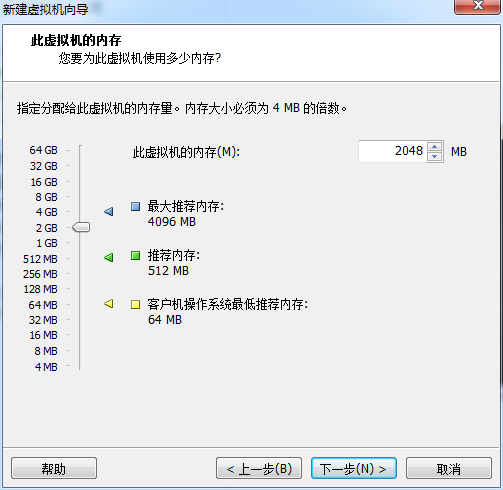 新建虚拟机向导
此虚拟机的内存
您要为此虚拟机使用多少内存?
指定分配给此虚拟机的内存量。内存大小必须为 4 MB 的倍数。
此虚拟机的内存(M): 2048 MB
64 GB
32 GB
16 GB
8 GB
4 GB
2 GB
1 GB
512 MB
256 MB
128 MB
64 MB
32 MB
16 MB
8 MB
4 MB
最大推荐内存:
4096 MB
推荐内存:
512 MB
客户机操作系统最低推荐内存:
64 MB
帮助 < 上一步(B) 下一步(N) > 取消